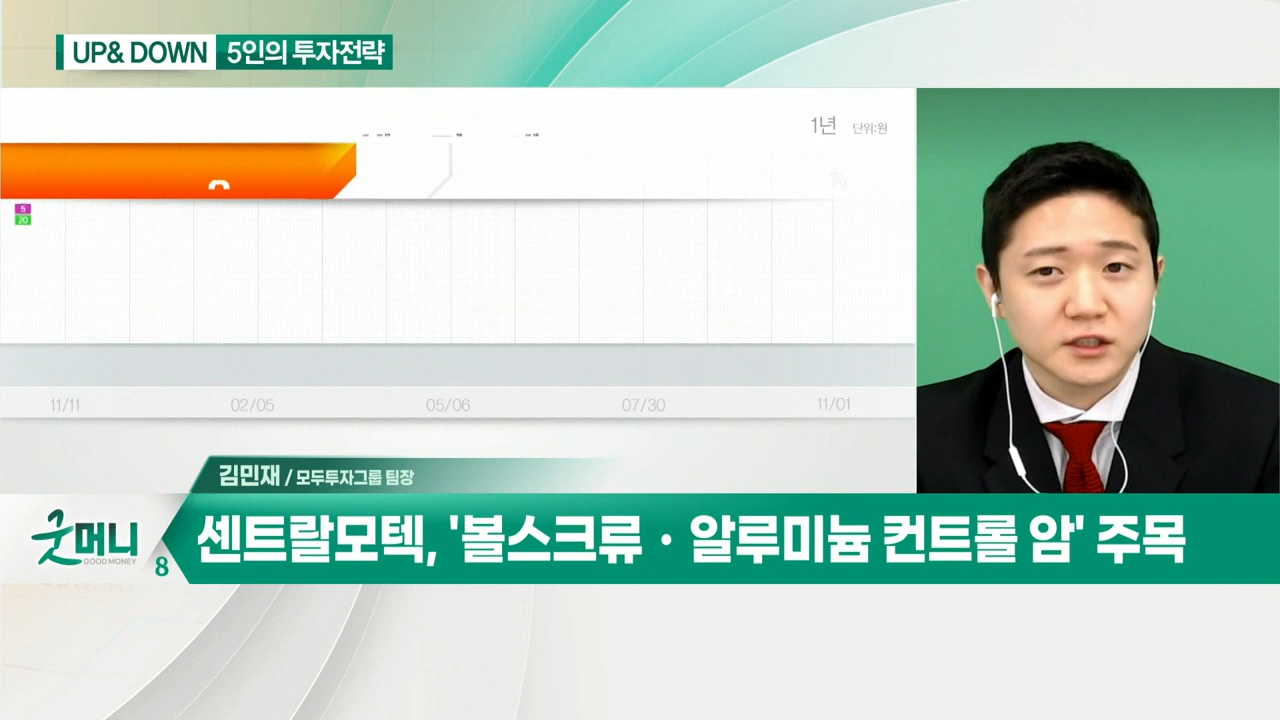 UP& DOWN 5인의 투자전략
1년 단위:원
%
5
20
11/11 02/05 05/06 07/30 11/01
김민재 / 모두투자그룹 팀장
굿머니
GOOD MONEY
8
센트랄모텍, '볼스크류·알루미늄 컨트롤 암' 주목